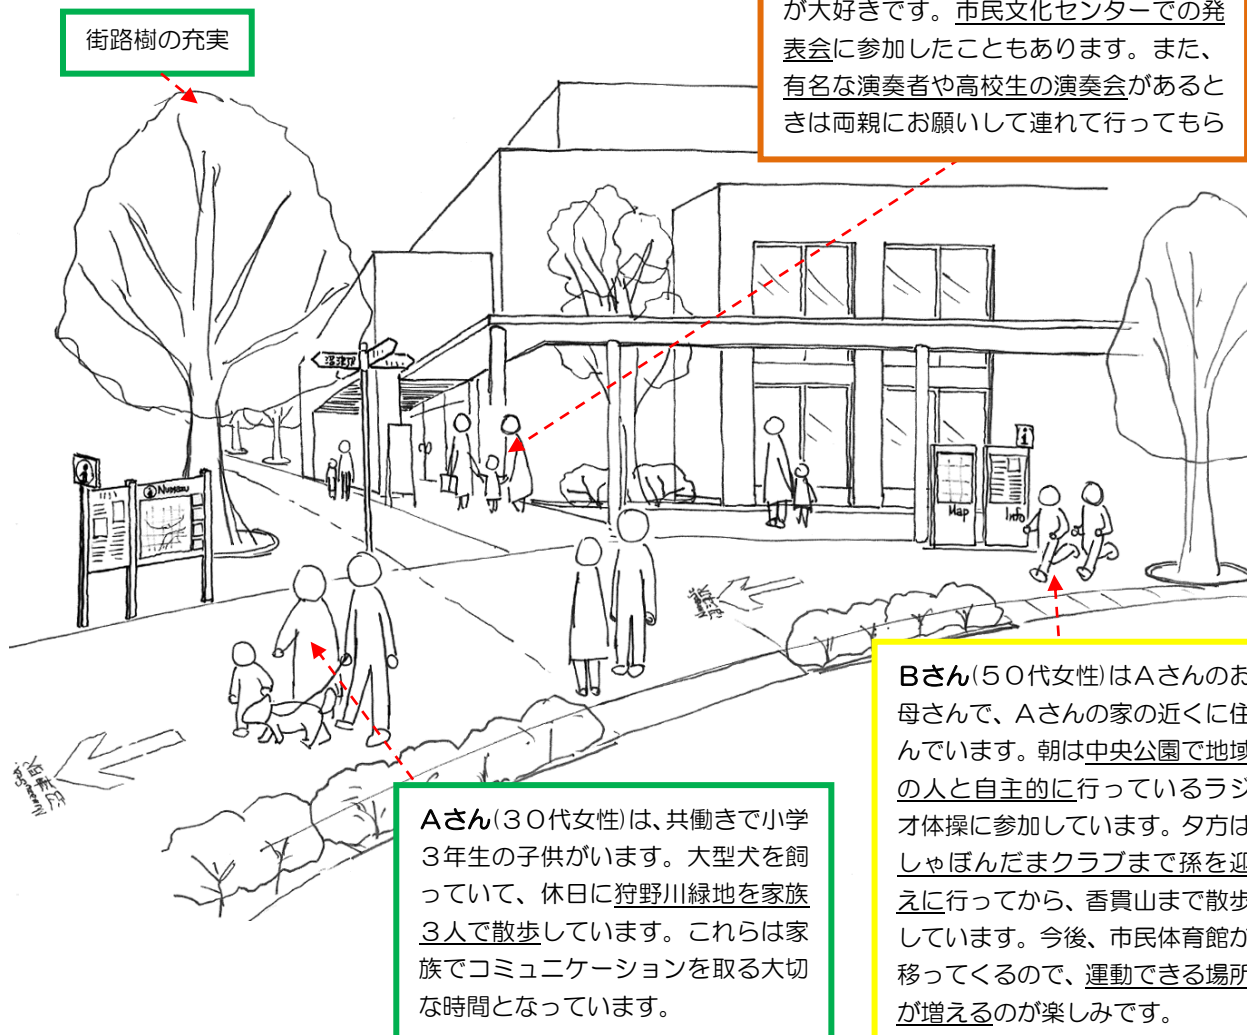 が大好きです。市民文化センターでの発
表会に参加したこともあります。また、
有名な演奏者や高校生の演奏会があると
きは両親にお願いして連れて行ってもら
街路樹の充実
Numazu
Map
Info
Bさん(50代女性)はAさんのお
母さんで、Aさんの家の近くに住
んでいます。朝は中央公園で地域
の人と自主的に行っているラジ
オ体操に参加しています。夕方は
しゃぼんだまクラブまで孫を迎
えに行ってから、香貫山まで散歩
しています。今後、市民体育館が
移ってくるので、運動できる場所
が増えるのが楽しみです。
Aさん(30代女性)は、共働きで小学
3年生の子供がいます。大型犬を飼
っていて、休日に狩野川緑地を家族
3人で散歩しています。これらは家
族でコミュニケーションを取る大切
な時間となっています。